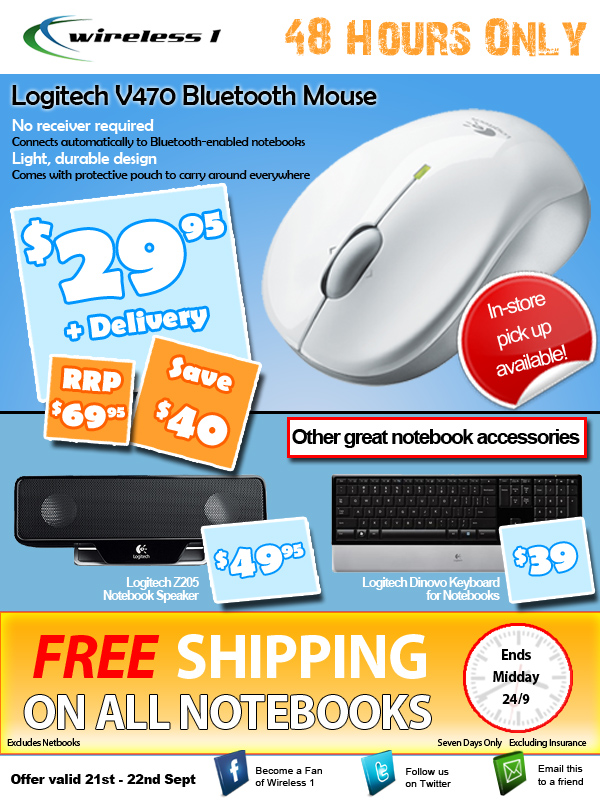 wireless 1
48 Hours Only
Logitech V470 Bluetooth Mouse
No receiver required
Connects automatically to Bluetooth-enabled notebooks
Light, durable design
Comes with protective pouch to carry around everywhere
$29.95
+ Delivery
RRP
$69.95
Save
$40
In-store
pick up
available!
Other great notebook accessories
Logitech
$49.95
Logitech Z205
Notebook Speaker
$39
Logitech Dinovo Keyboard
for Notebooks
FREE SHIPPING
ON ALL NOTEBOOKS
Ends
Midday
24/9
Excludes Netbooks
Seven Days Only Excluding Insurance
Offer valid 21st - 22nd Sept
Become a Fan
of Wireless 1
Follow us
on Twitter
Email this
to a friend